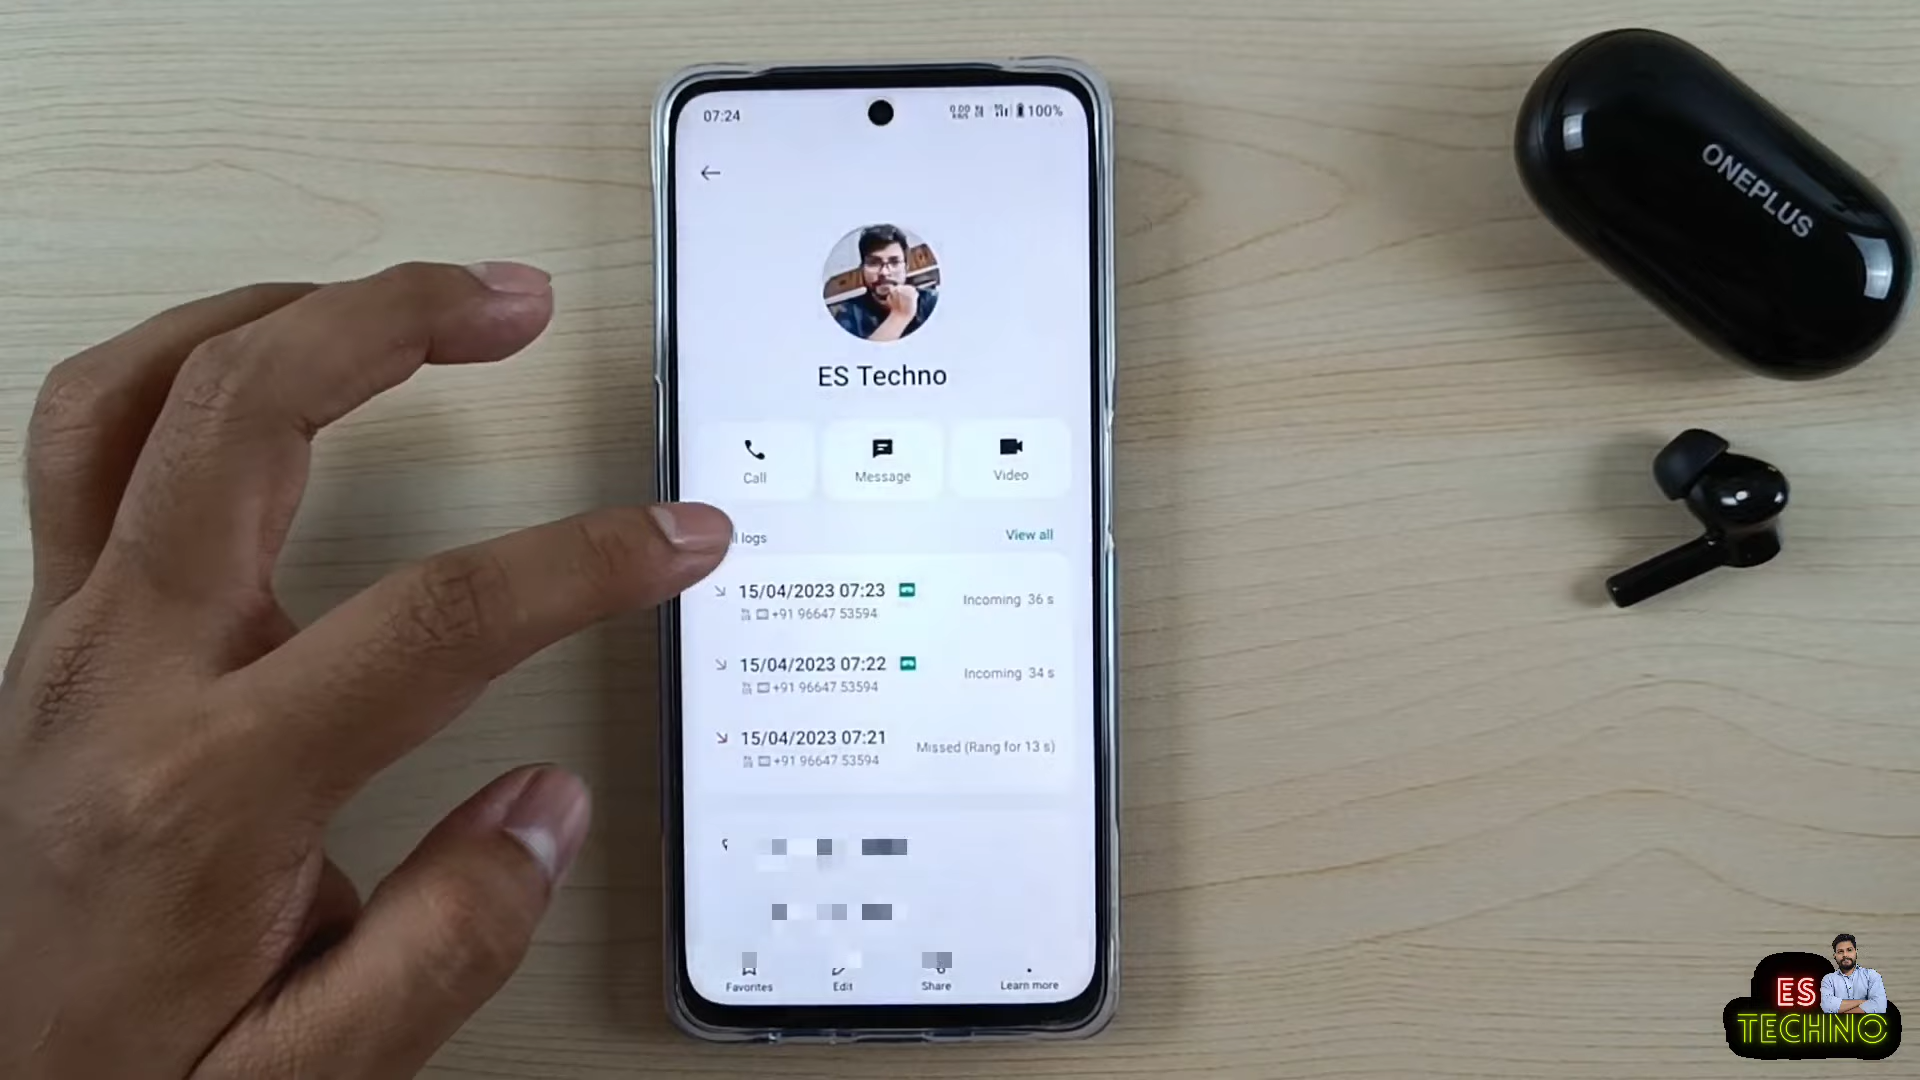 07:24
100%
ONEPLUS
ES Techno
Call
Message
Video
ll logs
View all
15/04/2023 07:23
Incoming 36 s
+91 96647 53594
15/04/2023 07:22
Incoming 34 s
+91 96647 53594
15/04/2023 07:21
Missed (Rang for 13 s)
+91 96647 53594
Favorites
Edit
Share
Learn more
ES
TECHNO